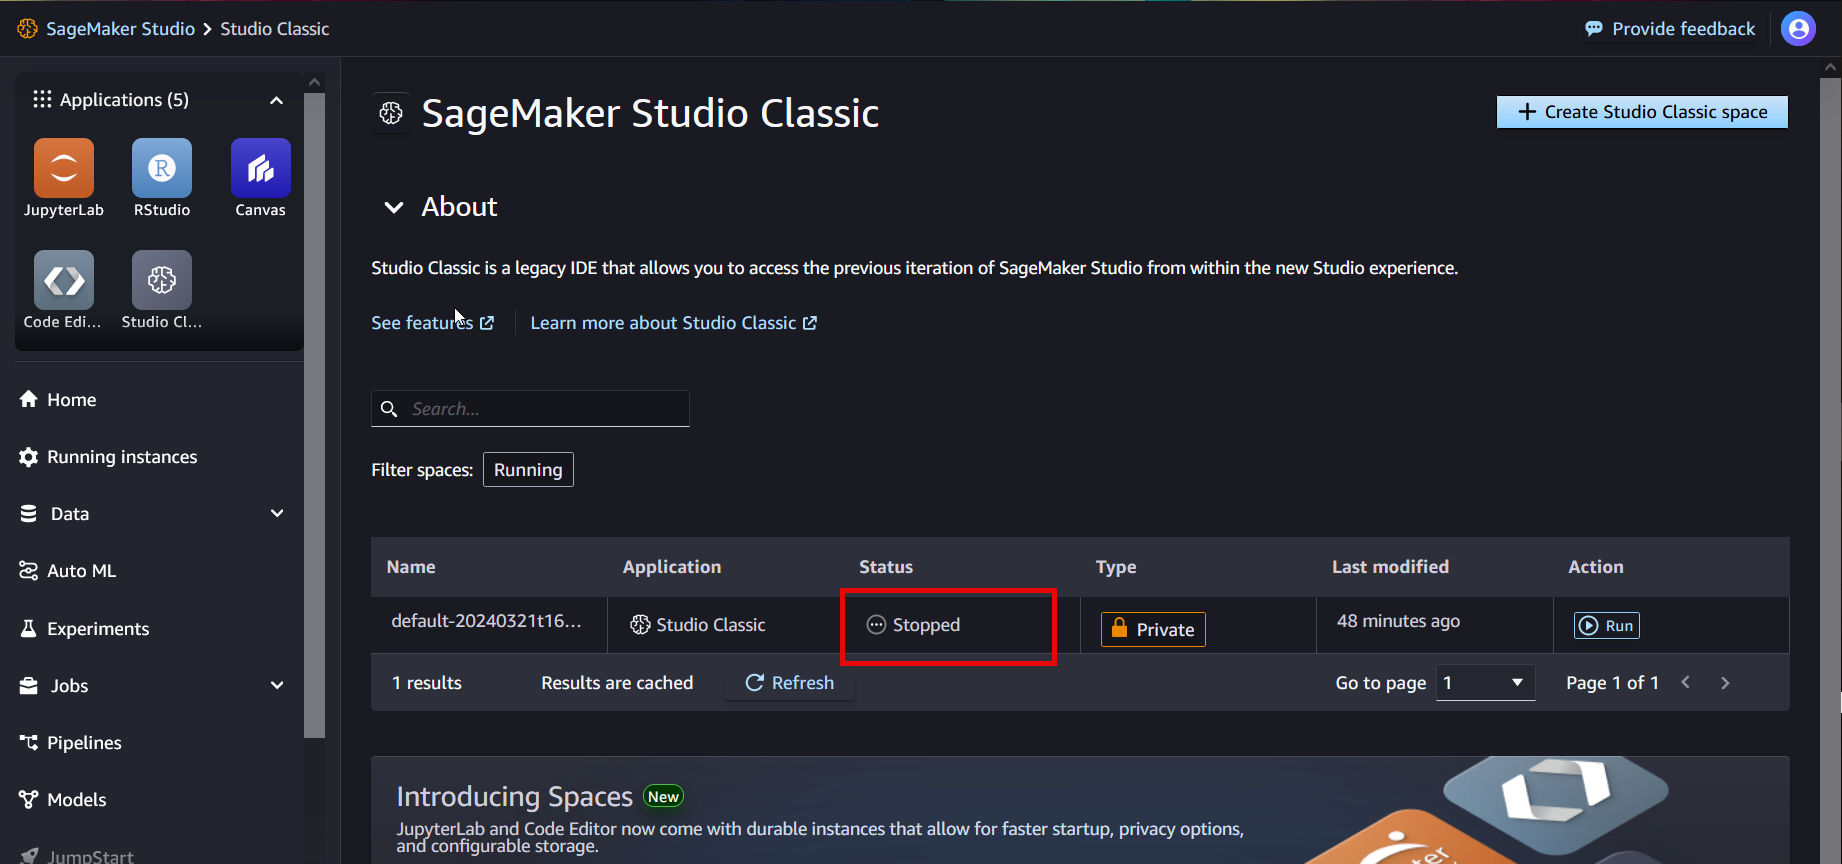 SageMaker Studio > Studio Classic
Provide feedback
Applications (5)
JupyterLab
RStudio
Canvas
Code Edi...
Studio Cl...
Home
Running instances
Data
Auto ML
Experiments
Jobs
Pipelines
Models
JumpStart
SageMaker Studio Classic
+ Create Studio Classic space
About
Studio Classic is a legacy IDE that allows you to access the previous iteration of SageMaker Studio from within the new Studio experience.
See features
Learn more about Studio Classic
Search...
Filter spaces: Running
Name Application Status Type Last modified Action
default-20240321t16... Studio Classic Stopped Private 48 minutes ago Run
1 results Results are cached Refresh Go to page 1 Page 1 of 1
Introducing Spaces New
JupyterLab and Code Editor now come with durable instances that allow for faster startup, privacy options,
and configurable storage.